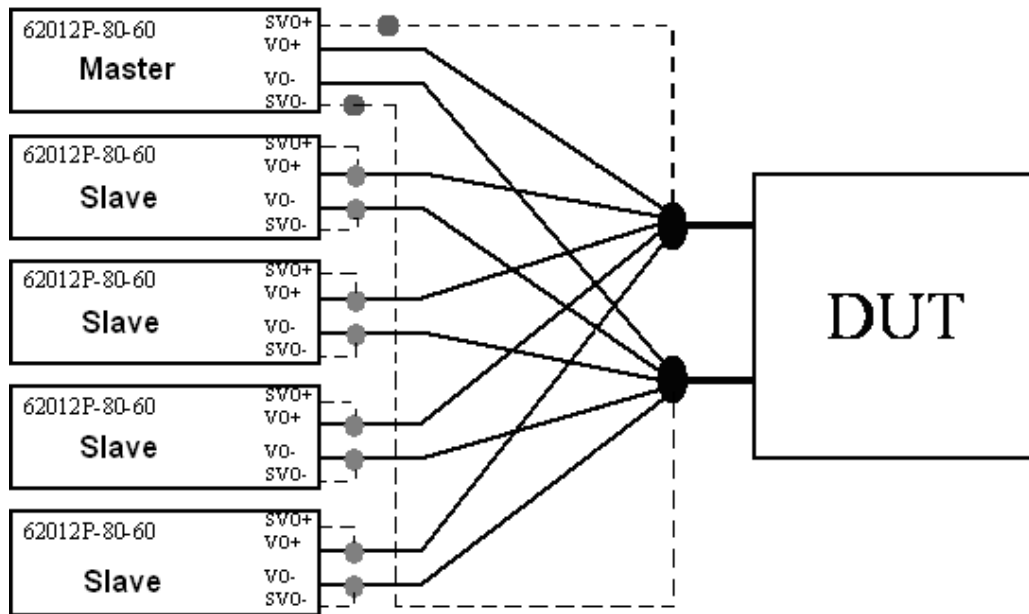 62012P-80-60
Master
SVO+
VO+
VO-
SVO-
62012P-80-60
Slave
SVO+
VO+
VO-
SVO-
62012P-80-60
Slave
SVO+
VO+
VO-
SVO-
62012P-80-60
Slave
SVO+
VO+
VO-
SVO-
62012P-80-60
Slave
SVO+
VO+
VO-
SVO-
DUT